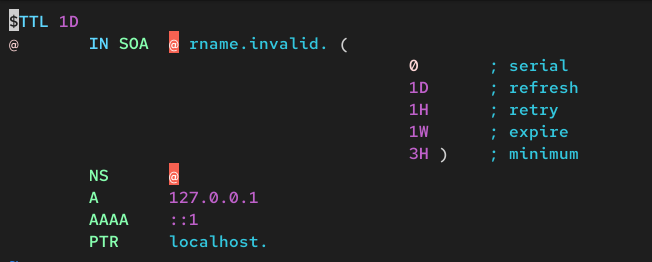 $TTL 1D
@ IN SOA @ rname.invalid. (
0 ; serial
1D ; refresh
1H ; retry
1W ; expire
3H ) ; minimum
NS @
A 127.0.0.1
AAAA ::1
PTR localhost.